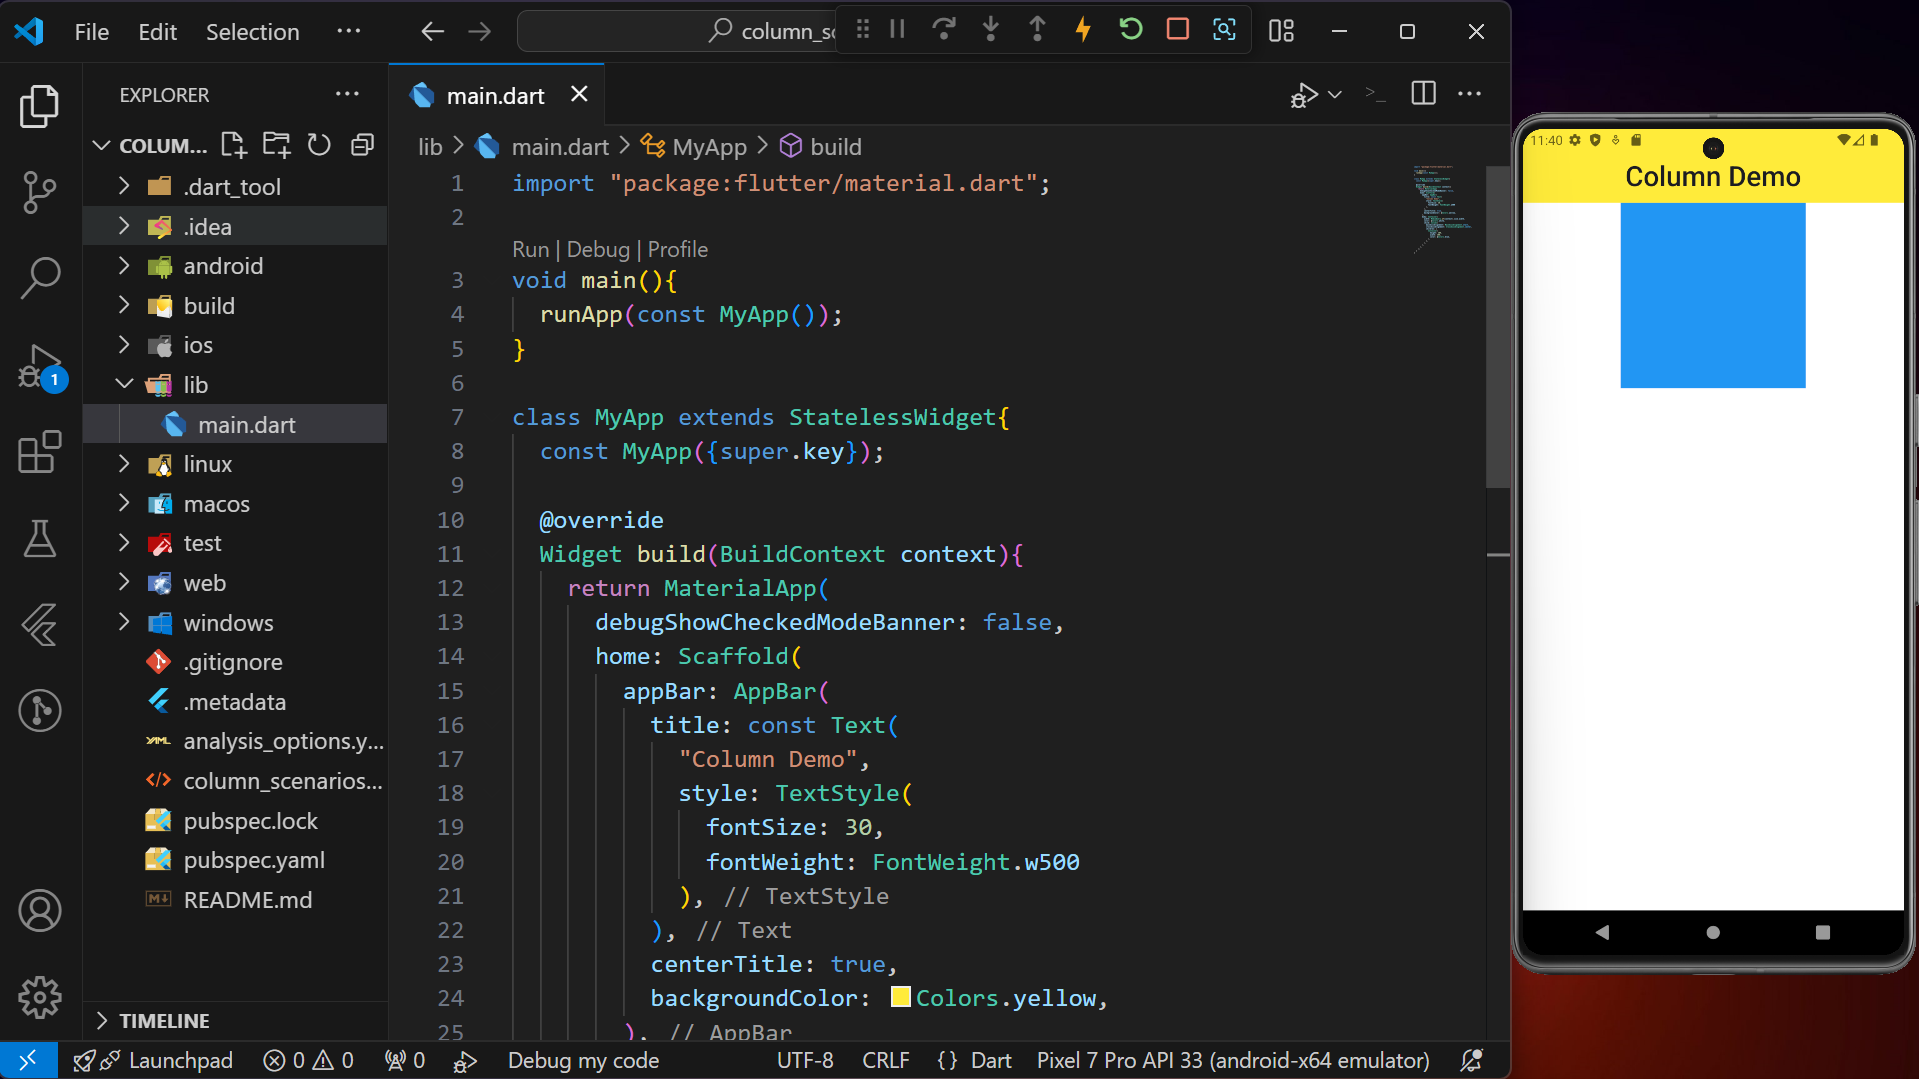 File Edit Selection ···
column_sc
EXPLORER
COLUM...
.dart_tool
.idea
android
build
ios
lib
main.dart
linux
macos
test
web
windows
.gitignore
.metadata
analysis_options.y...
column_scenarios...
pubspec.lock
pubspec.yaml
README.md
TIMELINE
1
main.dart
lib > main.dart > MyApp > build
1 import "package:flutter/material.dart";
2
Run | Debug | Profile
3 void main(){
4 runApp(const MyApp());
5 }
6
7 class MyApp extends StatelessWidget{
8 const MyApp({super.key});
9
10 @override
11 Widget build(BuildContext context){
12 return MaterialApp(
13 debugShowCheckedModeBanner: false,
14 home: Scaffold(
15 appBar: AppBar(
16 title: const Text(
17 "Column Demo",
18 style: TextStyle(
19 fontSize: 30,
20 fontWeight: FontWeight.w500
21 ), // TextStyle
22 ), // Text
23 centerTitle: true,
24 backgroundColor: Colors.yellow,
25 ), // AppBar
Launchpad 0 0 0 Debug my code UTF-8 CRLF {} Dart Pixel 7 Pro API 33 (android-x64 emulator)
11:40
Column Demo